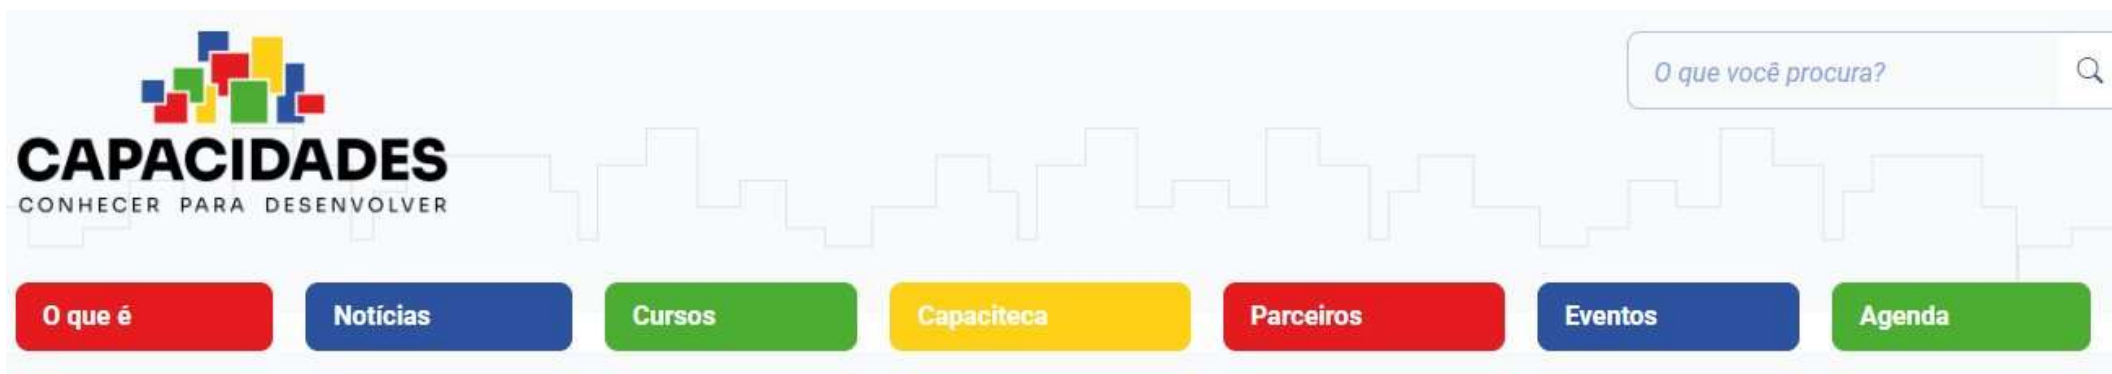 O que você procura?
CAPACIDADES
CONHECER PARA DESENVOLVER
O que é
Notícias
Cursos
Capaciteca
Parceiros
Eventos
Agenda